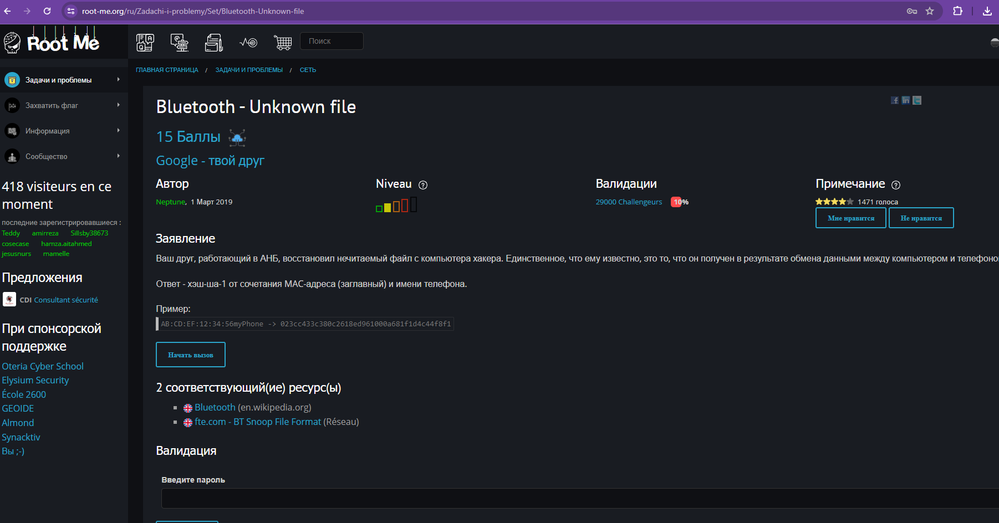 root-me.org/ru/Zadachi-i-problemy/Set/Bluetooth-Unknown-file
Root Me
Поиск
Задачи и проблемы
Захватить флаг
Информация
Сообщество
418 visiteurs en ce
moment
последние зарегистрировавшиеся :
Teddy amirreza Sillsby38673
cosecase hamza.aitahmed
jesusnurs mamelle
Предложения
CDI Consultant sécurité
При спонсорской
поддержке
Oteria Cyber School
Elysium Security
École 2600
GEOIDE
Almond
Synacktiv
Вы ;-)
ГЛАВНАЯ СТРАНИЦА / ЗАДАЧИ И ПРОБЛЕМЫ / СЕТЬ
Bluetooth - Unknown file
15 Баллы
Google - твой друг
Автор
Neptune, 1 Март 2019
Niveau ?
Валидации
29000 Challengeurs 10%
Примечание ?
1471 голоса
Мне нравится Не нравится
Заявление
Ваш друг, работающий в АНБ, восстановил нечитаемый файл с компьютера хакера. Единственное, что ему известно, это то, что он получен в результате обмена данными между компьютером и телефоно
Ответ - хэш-ша-1 от сочетания MAC-адреса (заглавный) и имени телефона.
Пример:
AB:CD:EF:12:34:56myPhone -> 023cc433c380c2618ed961000a681f1d4c44f8f1
Начать вызов
2 соответствующий(ие) ресурс(ы)
Bluetooth (en.wikipedia.org)
fte.com - BT Snoop File Format (Réseau)
Валидация
Введите пароль